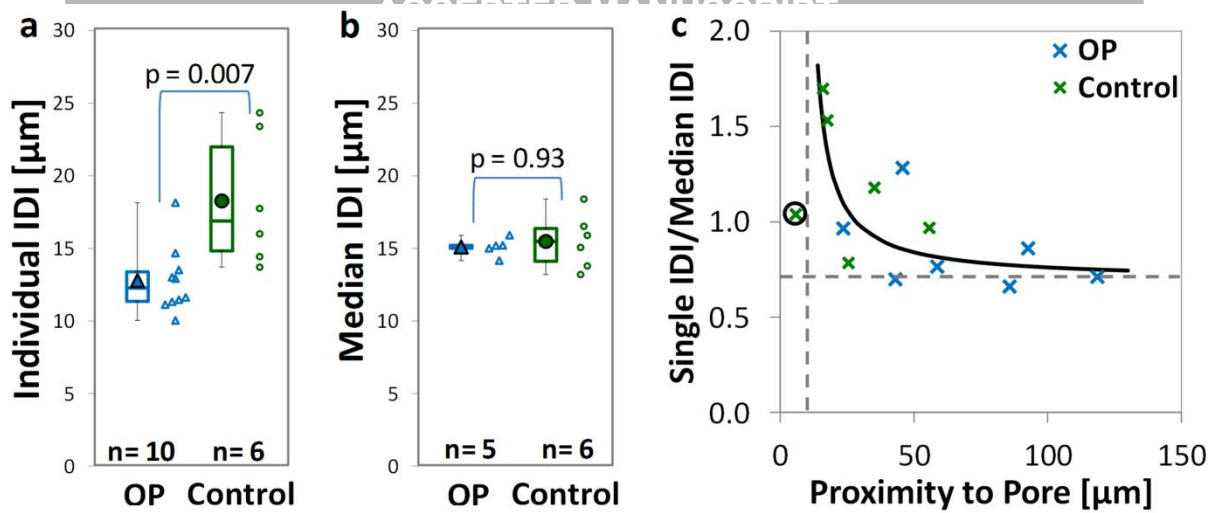 ACCEPTED MANUSCRIPT
a
30
25
20
15
10
5
0
Individual IDI [µm]
p = 0.007
n= 10 n= 6
OP Control
b
30
25
20
15
10
5
0
Median IDI [µm]
p = 0.93
n= 5 n= 6
OP Control
c
2.0
1.5
1.0
0.5
0.0
Single IDI/Median IDI
OP
Control
0 50 100 150
Proximity to Pore [µm]